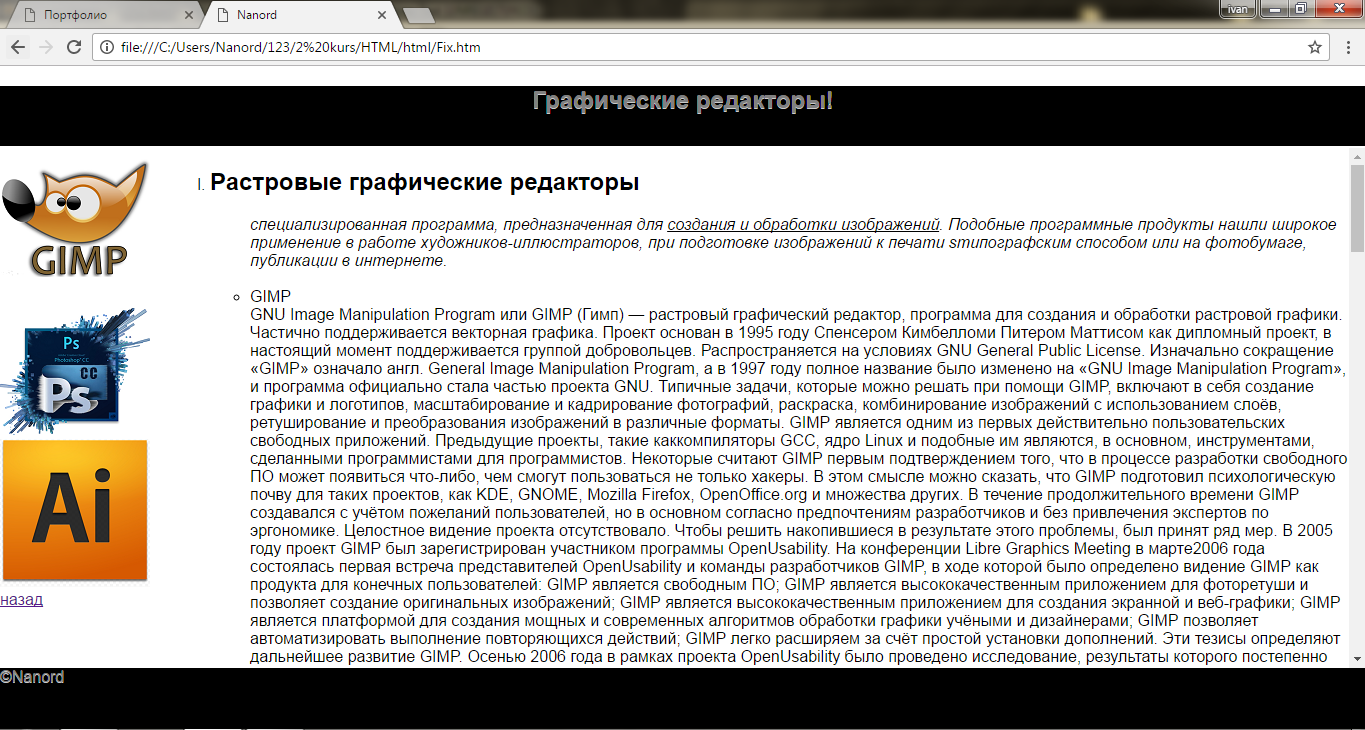 Портфолио
Nanord
ivan
file:///C:/Users/Nanord/123/2%20kurs/HTML/html/Fix.htm
Графические редакторы!
GIMP
Ps
Photoshop CC
CC
Ps
Ai
назад
I. Растровые графические редакторы
специализированная программа, предназначенная для создания и обработки изображений. Подобные программные продукты нашли широкое
применение в работе художников-иллюстраторов, при подготовке изображений к печати sтипографским способом или на фотобумаге,
публикации в интернете.
GIMP
GNU Image Manipulation Program или GIMP (Гимп) — растровый графический редактор, программа для создания и обработки растровой графики.
Частично поддерживается векторная графика. Проект основан в 1995 году Спенсером Кимбелломи Питером Маттисом как дипломный проект, в
настоящий момент поддерживается группой добровольцев. Распространяется на условиях GNU General Public License. Изначально сокращение
«GIMP» означало англ. General Image Manipulation Program, а в 1997 году полное название было изменено на «GNU Image Manipulation Program»,
и программа официально стала частью проекта GNU. Типичные задачи, которые можно решать при помощи GIMP, включают в себя создание
графики и логотипов, масштабирование и кадрирование фотографий, раскраска, комбинирование изображений с использованием слоёв,
ретуширование и преобразования изображений в различные форматы. GIMP является одним из первых действительно пользовательских
свободных приложений. Предыдущие проекты, такие каккомпиляторы GCC, ядро Linux и подобные им являются, в основном, инструментами,
сделанными программистами для программистов. Некоторые считают GIMP первым подтверждением того, что в процессе разработки свободного
ПО может появиться что-либо, чем смогут пользоваться не только хакеры. В этом смысле можно сказать, что GIMP подготовил психологическую
почву для таких проектов, как KDE, GNOME, Mozilla Firefox, OpenOffice.org и множества других. В течение продолжительного времени GIMP
создавался с учётом пожеланий пользователей, но в основном согласно предпочтениям разработчиков и без привлечения экспертов по
эргономике. Целостное видение проекта отсутствовало. Чтобы решить накопившиеся в результате этого проблемы, был принят ряд мер. В 2005
году проект GIMP был зарегистрирован участником программы OpenUsability. На конференции Libre Graphics Meeting в марте2006 года
состоялась первая встреча представителей OpenUsability и команды разработчиков GIMP, в ходе которой было определено видение GIMP как
продукта для конечных пользователей: GIMP является свободным ПО; GIMP является высококачественным приложением для фоторетуши и
позволяет создание оригинальных изображений; GIMP является высококачественным приложением для создания экранной и веб-графики; GIMP
является платформой для создания мощных и современных алгоритмов обработки графики учёными и дизайнерами; GIMP позволяет
автоматизировать выполнение повторяющихся действий; GIMP легко расширяем за счёт простой установки дополнений. Эти тезисы определяют
дальнейшее развитие GIMP. Осенью 2006 года в рамках проекта OpenUsability было проведено исследование, результаты которого постепенно
©Nanord